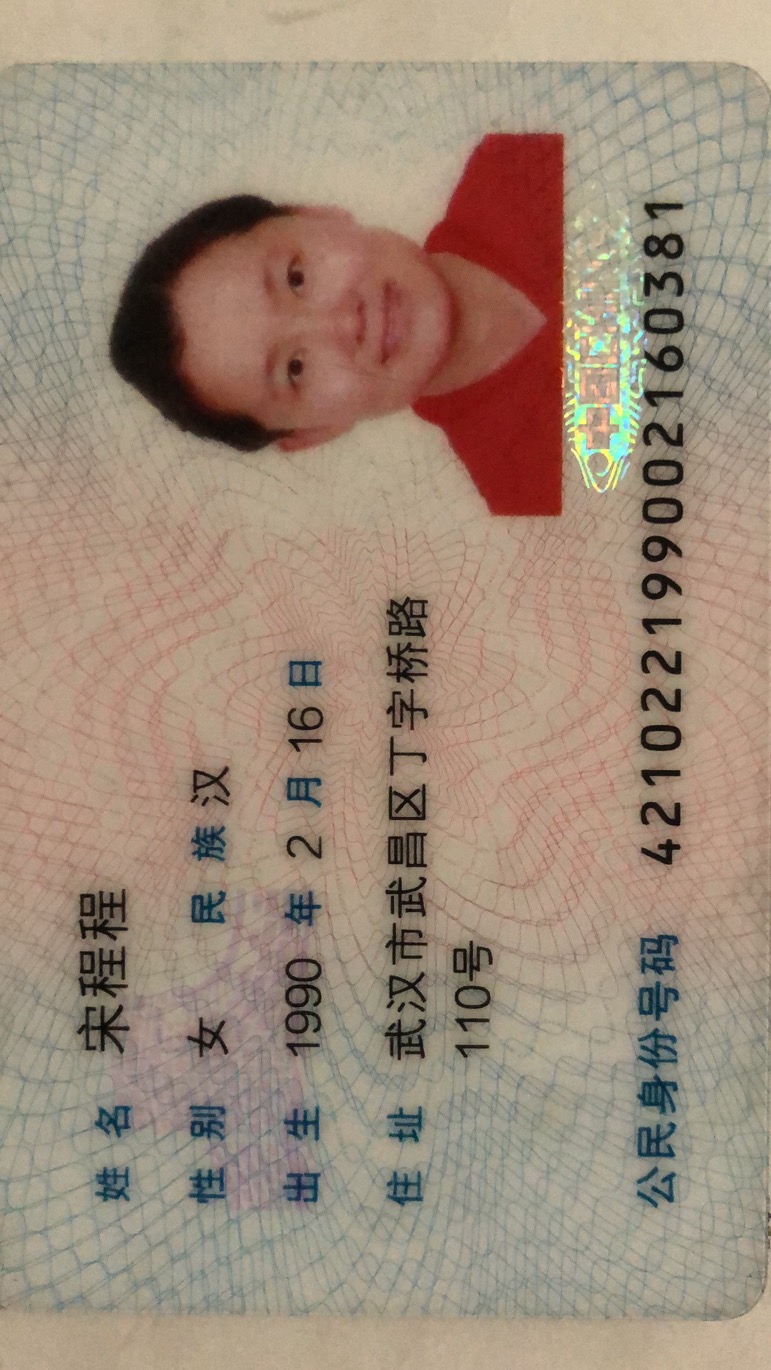 姓名 宋程程
性别 女 民族 汉
出生 1990 年 2 月 16 日
住址 武汉市武昌区丁字桥路
110号
中国
公民身份号码 421022199002160381